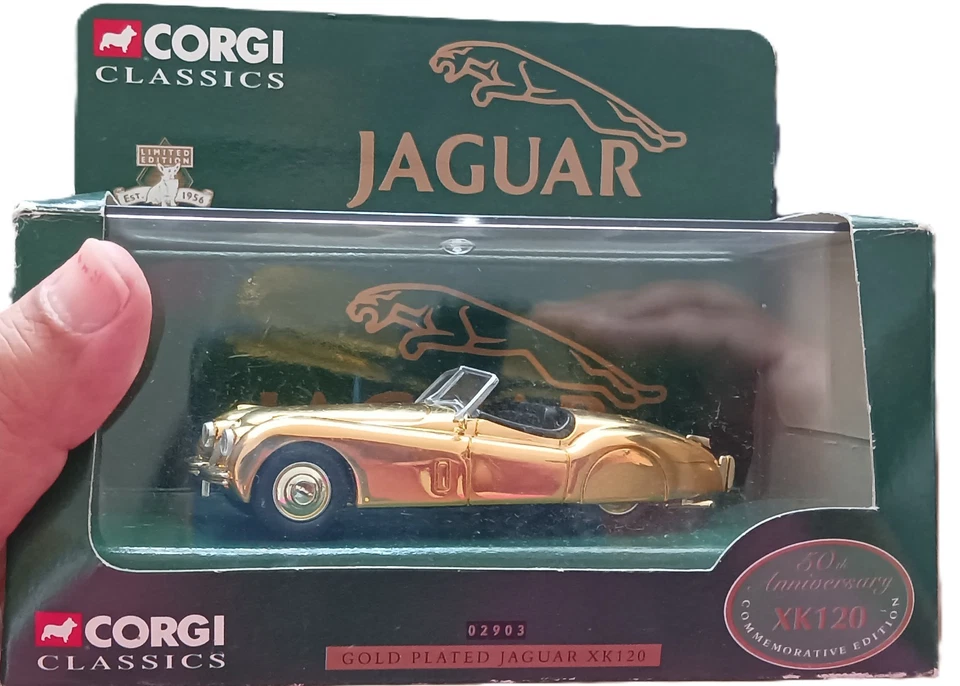 CORGI
CLASSICS
LIMITED
EDITION
EST. 1956
JAGUAR
JAGUAR
50th
Anniversary
XK120
COMMEMORATIVE EDITION
CORGI
CLASSICS
02903
GOLD PLATED JAGUAR XK120